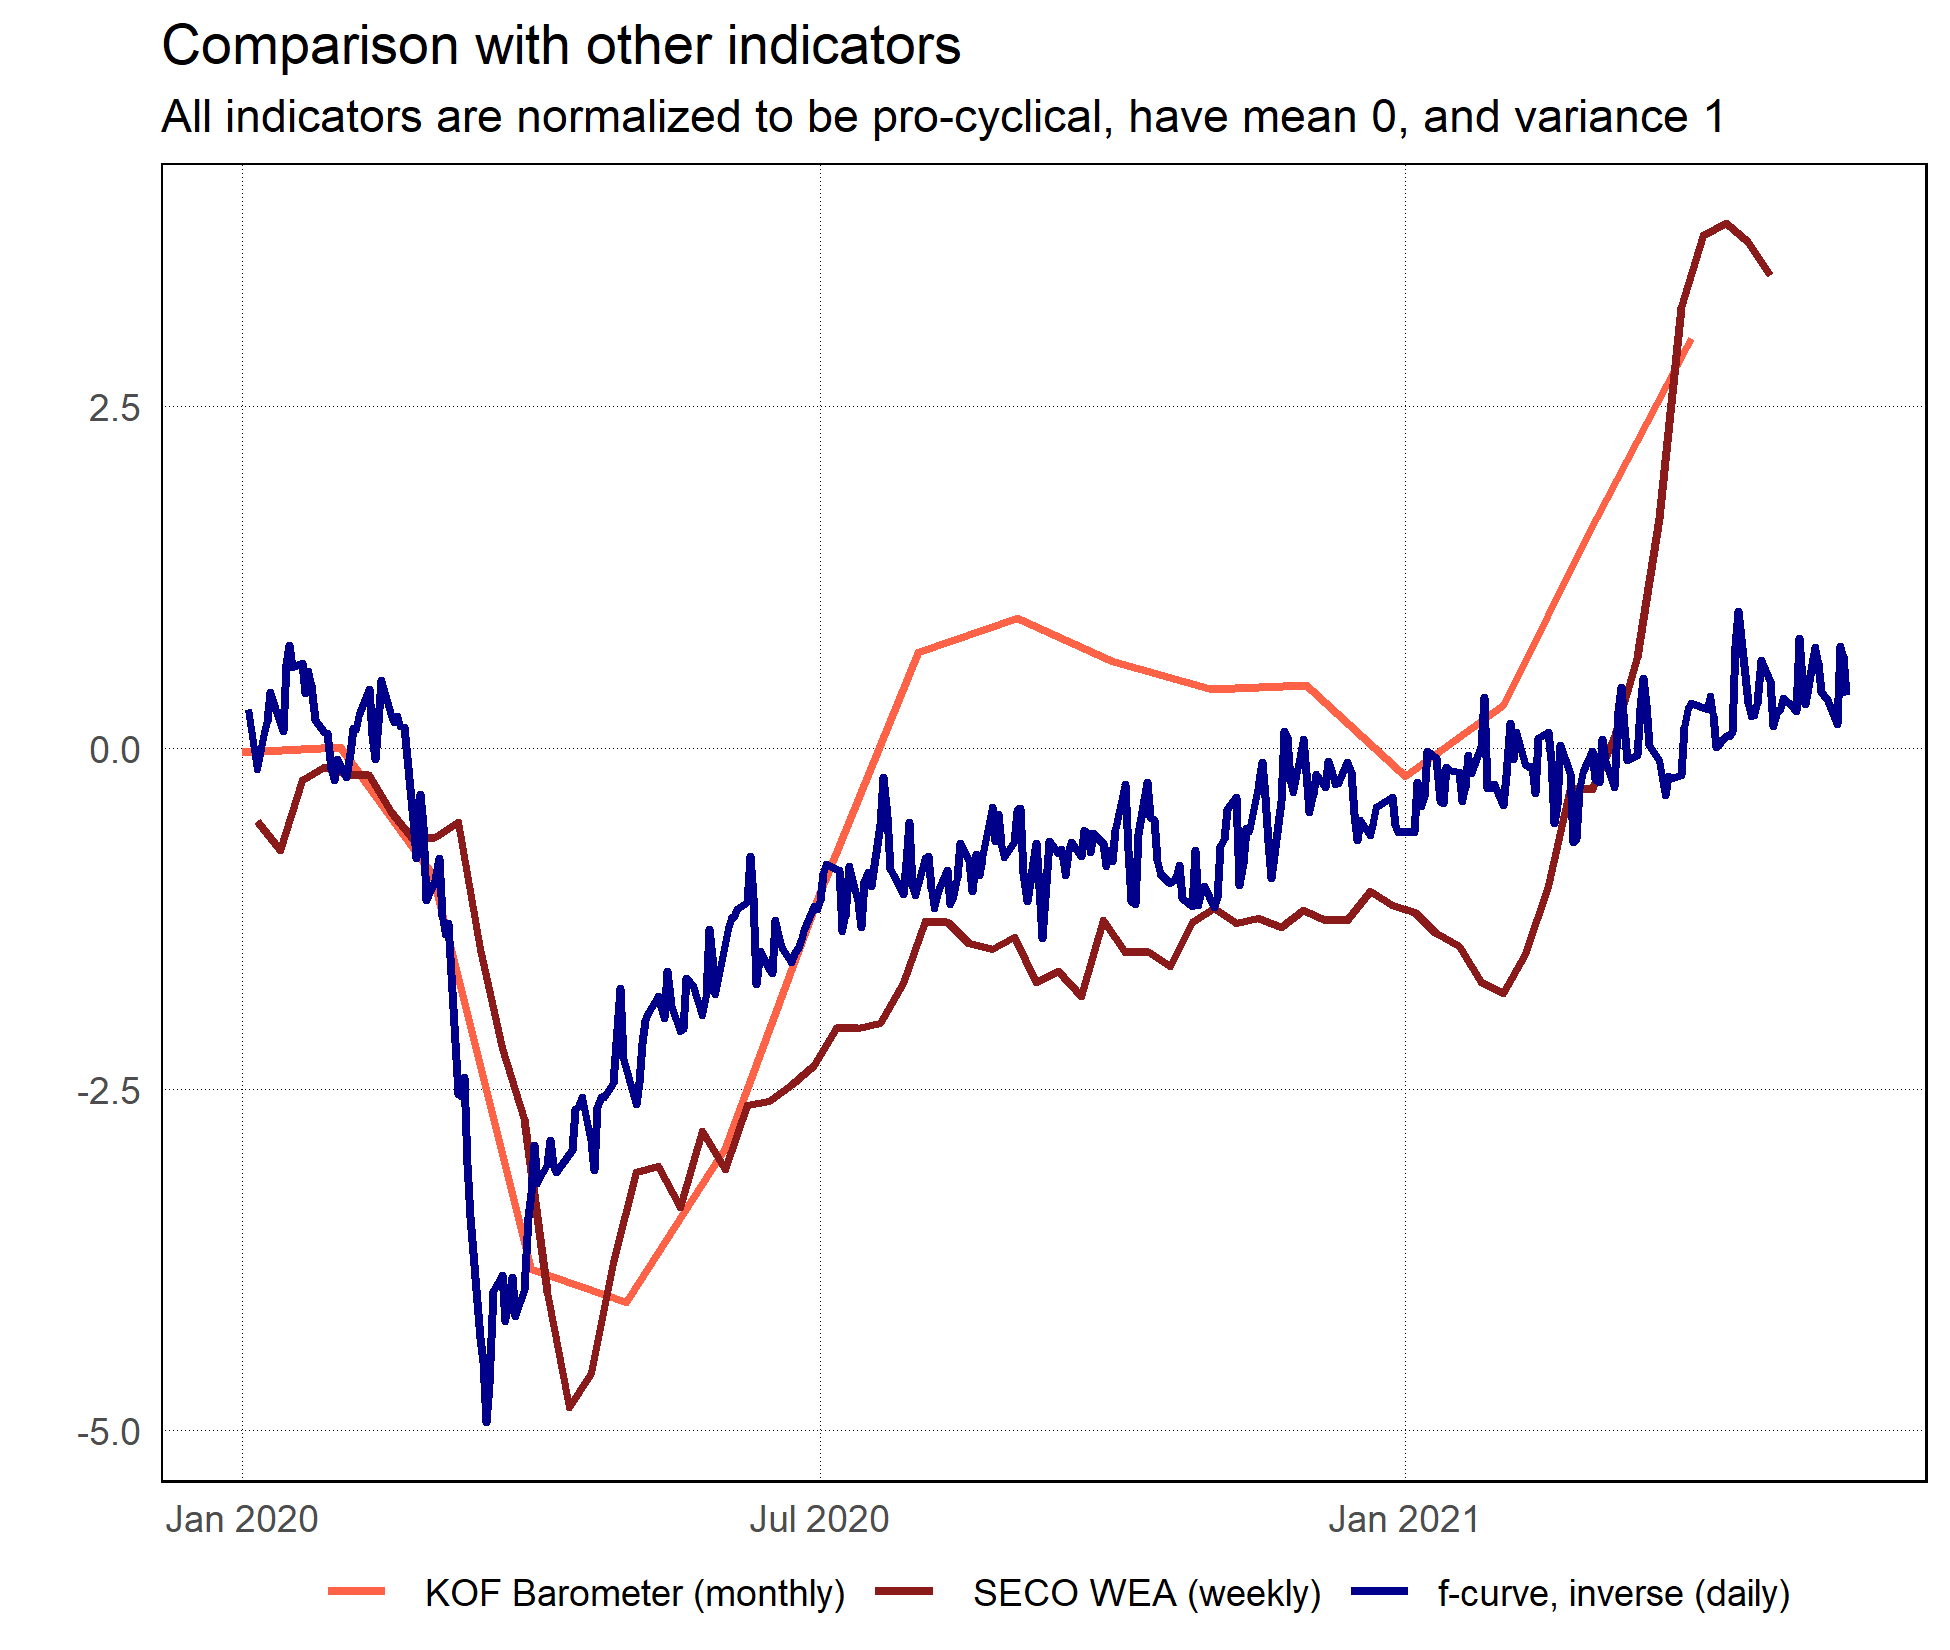 Comparison with other indicators
All indicators are normalized to be pro-cyclical, have mean 0, and variance 1
2.5
0.0
-2.5
-5.0
Jan 2020 Jul 2020 Jan 2021
KOF Barometer (monthly) SECO WEA (weekly) f-curve, inverse (daily)